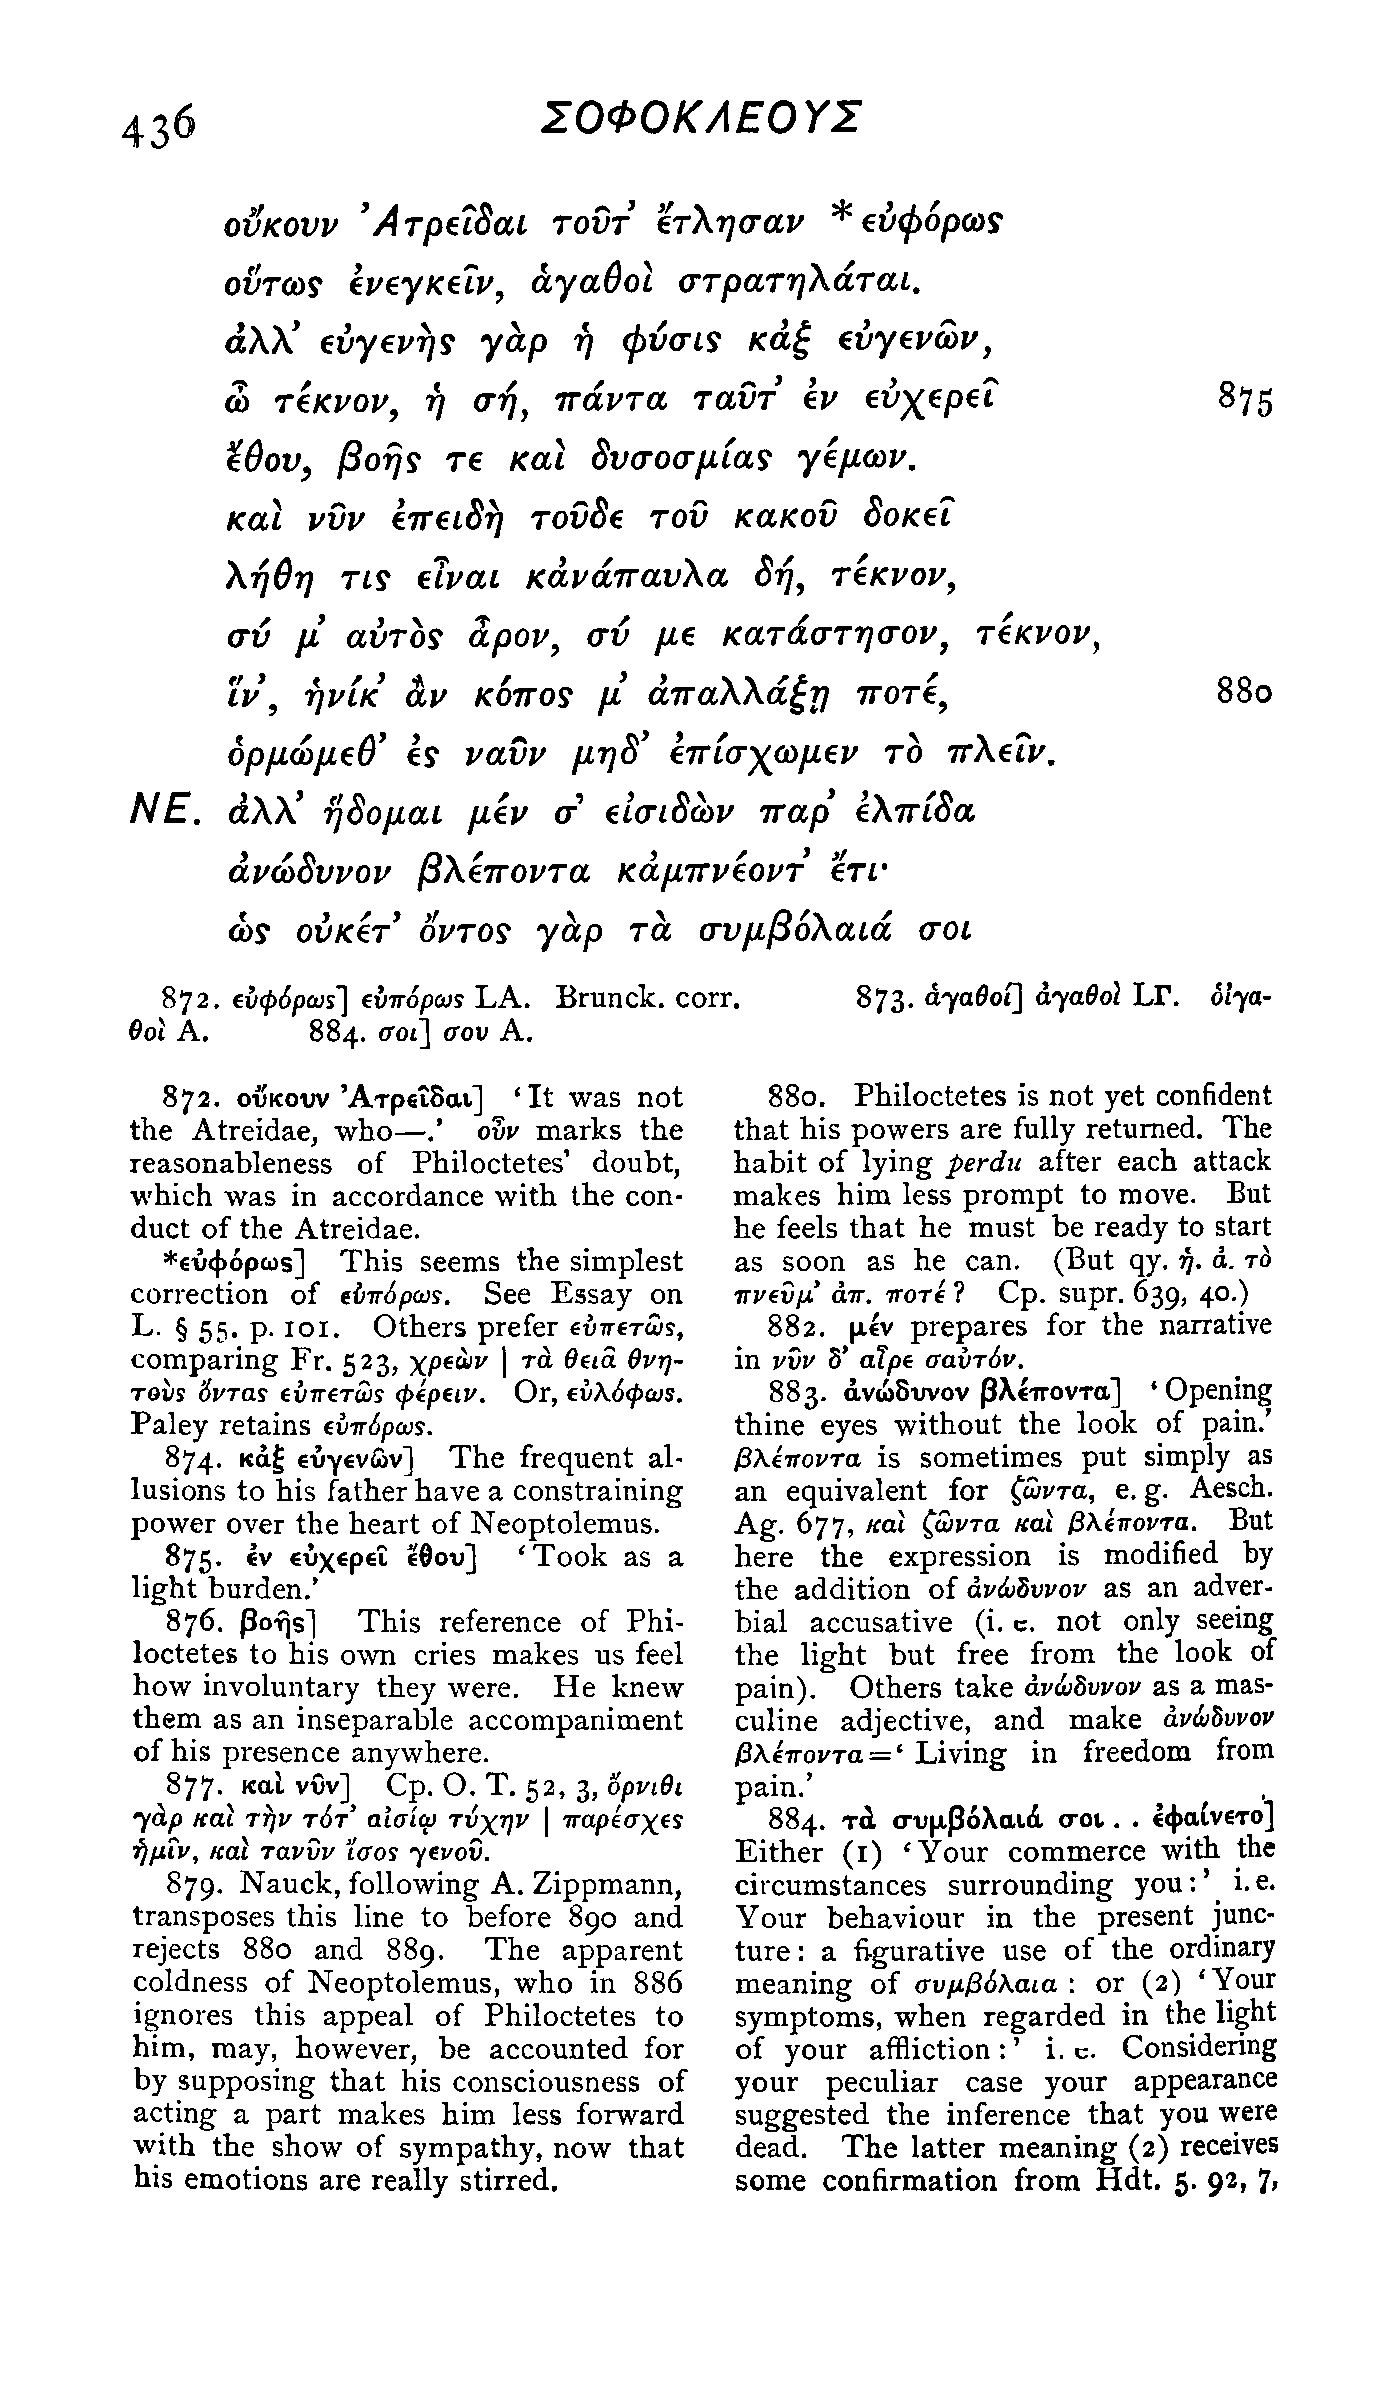 436
ΣΟΦΟΚΛΕΟΥΣ
οὔκουν Ἀτρεῖδαι τοῦτ’ ἔτλησαν *εὐφόρως
οὕτως ἐνεγκεῖν, ἁγαθοὶ στρατηλάται.
ἀλλ’ εὐγενὴς γὰρ ἡ φύσις κἀξ εὐγενῶν,
ὦ τέκνον, ἡ σή, πάντα ταῦτ’ ἐν εὐχερεῖ 875
ἔθου, βοῆς τε καὶ δυσοσμίας γέμων.
καὶ νῦν ἐπειδὴ τοῦδε τοῦ κακοῦ δοκεῖ
λήθη τις εἶναι κἀνάπαυλα δή, τέκνον,
σύ μ’ αὐτὸς ἆρον, σύ με κατάστησον, τέκνον,
ἵν’, ἡνίκ’ ἂν κόπος μ’ ἀπαλλάξῃ ποτέ, 880
ὁρμώμεθ’ ἐς ναῦν μηδ’ ἐπίσχωμεν τὸ πλεῖν.
ΝΕ. ἀλλ’ ἥδομαι μέν σ’ εἰσιδὼν παρ’ ἐλπίδα
ἀνώδυνον βλέποντα κἀμπνέοντ’ ἔτι·
ὡς οὐκέτ’ ὄντος γὰρ τὰ συμβόλαιά σοι
872. εὐφόρως] εὐπόρως LA. Brunck. corr. 873. ἁγαθοί] ἀγαθοὶ LΓ. ὁἰγα-
θοὶ A. 884. σοι] σου A.
872. οὔκουν Ἀτρεῖδαι] ‘It was not
the Atreidae, who—.’ οὖν marks the
reasonableness of Philoctetes’ doubt,
which was in accordance with the con-
duct of the Atreidae.
*εὐφόρως] This seems the simplest
correction of εὐπόρως. See Essay on
L. § 55. p. 101. Others prefer εὐπετῶς,
comparing Fr. 523, χρεὼν | τὰ θεῖα θνη-
τοὺς ὄντας εὐπετῶς φέρειν. Or, εὐλόφως.
Paley retains εὐπόρως.
874. κἀξ εὐγενῶν] The frequent al-
lusions to his father have a constraining
power over the heart of Neoptolemus.
875. ἐν εὐχερεῖ ἔθου] ‘Took as a
light burden.’
876. βοῆς] This reference of Phi-
loctetes to his own cries makes us feel
how involuntary they were. He knew
them as an inseparable accompaniment
of his presence anywhere.
877. καὶ νῦν] Cp. O. T. 52, 3, ὄρνιθι
γὰρ καὶ τὴν τότ’ αἰσίῳ τύχην | παρέσχες
ἡμῖν, καὶ τανῦν ἴσος γενοῦ.
879. Nauck, following A. Zippmann,
transposes this line to before 890 and
rejects 880 and 889. The apparent
coldness of Neoptolemus, who in 886
ignores this appeal of Philoctetes to
him, may, however, be accounted for
by supposing that his consciousness of
acting a part makes him less forward
with the show of sympathy, now that
his emotions are really stirred.
880. Philoctetes is not yet confident
that his powers are fully returned. The
habit of lying perdu after each attack
makes him less prompt to move. But
he feels that he must be ready to start
as soon as he can. (But qy. ἡ. ἀ. τὸ
πνεῦμ’ ἀπ. ποτέ? Cp. supr. 639, 40.)
882. μέν prepares for the narrative
in νῦν δ’ αἶρε σαὐτόν.
883. ἀνώδυνον βλέποντα] ‘Opening
thine eyes without the look of pain.’
βλέποντα is sometimes put simply as
an equivalent for ζῶντα, e. g. Aesch.
Ag. 677, καὶ ζῶντα καὶ βλέποντα. But
here the expression is modified by
the addition of ἀνώδυνον as an adver-
bial accusative (i. e. not only seeing
the light but free from the look of
pain). Others take ἀνώδυνον as a mas-
culine adjective, and make ἀνώδυνον
βλέποντα=‘Living in freedom from
pain.’
884. τὰ συμβόλαιά σοι . . ἐφαίνετο]
Either (1) ‘Your commerce with the
circumstances surrounding you:’ i. e.
Your behaviour in the present junc-
ture: a figurative use of the ordinary
meaning of συμβόλαια : or (2) ‘Your
symptoms, when regarded in the light
of your affliction:’ i. e. Considering
your peculiar case your appearance
suggested the inference that you were
dead. The latter meaning (2) receives
some confirmation from Hdt. 5. 92, 7,